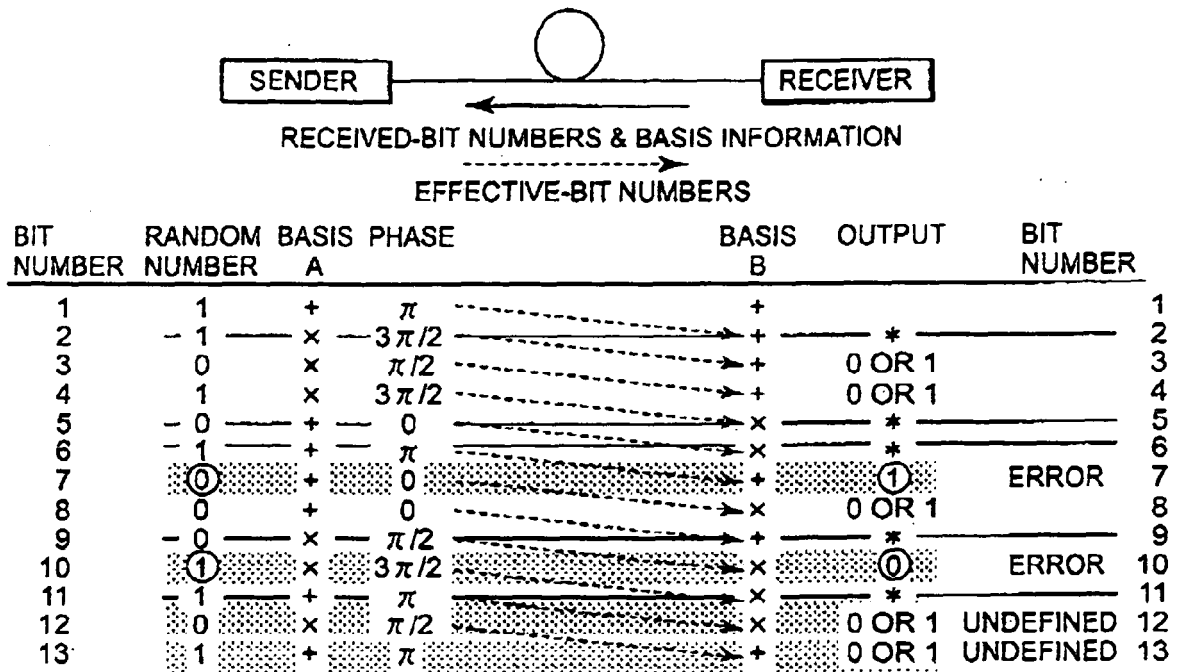 SENDER RECEIVER
RECEIVED-BIT NUMBERS & BASIS INFORMATION
EFFECTIVE-BIT NUMBERS
BIT RANDOM BASIS PHASE BASIS OUTPUT BIT
NUMBER NUMBER A B NUMBER
1 1 + π + 1
2 1 × 3π/2 + * 2
3 0 × π/2 + 0 OR 1 3
4 1 × 3π/2 + 0 OR 1 4
5 0 + 0 × * 5
6 1 + π × * 6
7 0 + 0 + 1 ERROR 7
8 0 + 0 × 0 OR 1 8
9 0 × π/2 + * 9
10 1 × 3π/2 × 0 ERROR 10
11 1 + π × * 11
12 0 × π/2 × 0 OR 1 UNDEFINED 12
13 1 + π + 0 OR 1 UNDEFINED 13